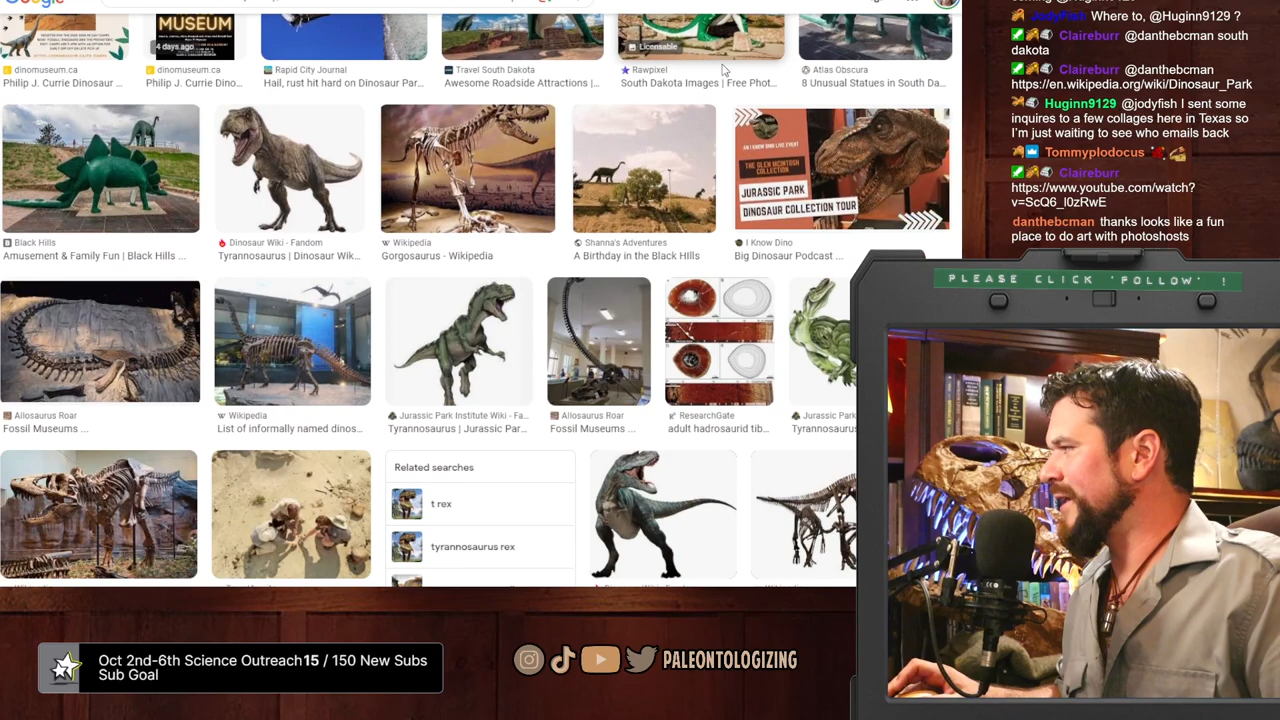 Google
MUSEUM
4 days ago
Licensable
dinomuseum.ca
Philip J. Currie Dinosaur ...
dinomuseum.ca
Philip J. Currie Dino...
Rapid City Journal
Hail, rust hit hard on Dinosaur Par...
Travel South Dakota
Awesome Roadside Attractions |...
Rawpixel
South Dakota Images | Free Phot...
Atlas Obscura
8 Unusual Statues in South Da...
AN I KNOW DINO LIVE EVENT
THE GLEN MCINTOSH
COLLECTION
JURASSIC PARK
DINOSAUR COLLECTION TOUR
Black Hills
Amusement & Family Fun | Black Hills ...
Dinosaur Wiki - Fandom
Tyrannosaurus | Dinosaur Wik...
Wikipedia
Gorgosaurus - Wikipedia
Shanna's Adventures
A Birthday in the Black HIlls
I Know Dino
Big Dinosaur Podcast ...
Allosaurus Roar
Fossil Museums ...
Wikipedia
List of informally named dinos...
Jurassic Park Institute Wiki - Fa...
Tyrannosaurus | Jurassic Par...
Allosaurus Roar
Fossil Museums ...
ResearchGate
adult hadrosaurid tib...
Jurassic Park
Tyrannosaurus
Related searches
t rex
tyrannosaurus rex
JodyFish Where to, @Huginn9129 ?
Claireburr @danthebcman south
dakota
Claireburr @danthebcman
https://en.wikipedia.org/wiki/Dinosaur_Park
Huginn9129 @jodyfish I sent some
inquires to a few collages here in Texas so
I'm just waiting to see who emails back
Tommyplodocus
Claireburr
https://www.youtube.com/watch?
v=ScQ6_I0zRwE
danthebcman thanks looks like a fun
place to do art with photoshosts
PLEASE CLICK 'FOLLOW' !
Oct 2nd-6th Science Outreach15 / 150 New Subs
Sub Goal
PALEONTOLOGIZING